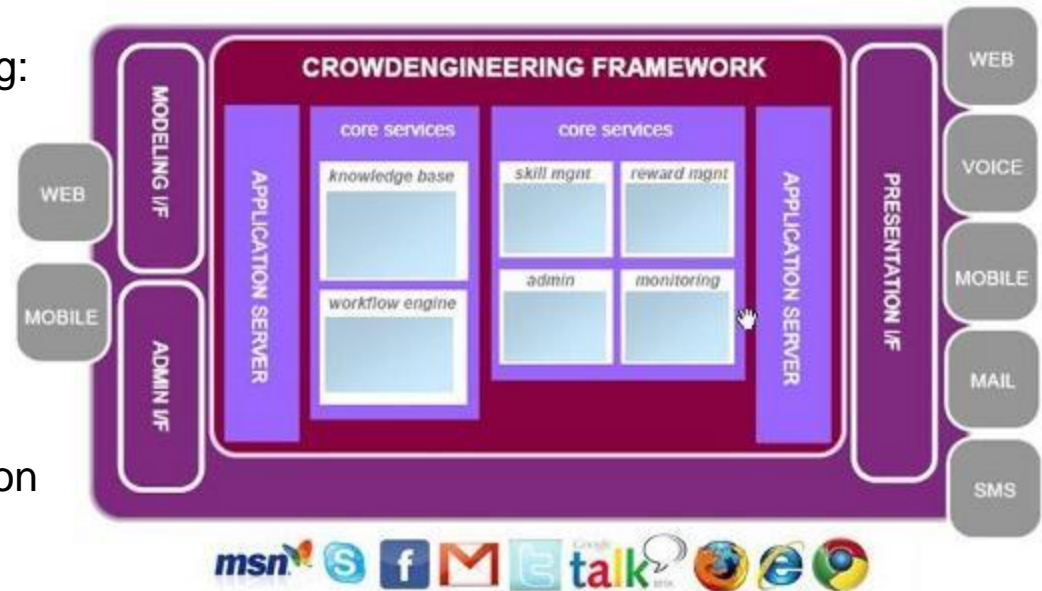 g:
on
CROWDENGINEERING FRAMEWORK
WEB
MOBILE
MODELING I/F
ADMIN I/F
APPLICATION SERVER
core services
knowledge base
workflow engine
core services
skill mgnt
reward mgnt
admin
monitoring
APPLICATION SERVER
PRESENTATION I/F
WEB
VOICE
MOBILE
MAIL
SMS
msn
Google
talk